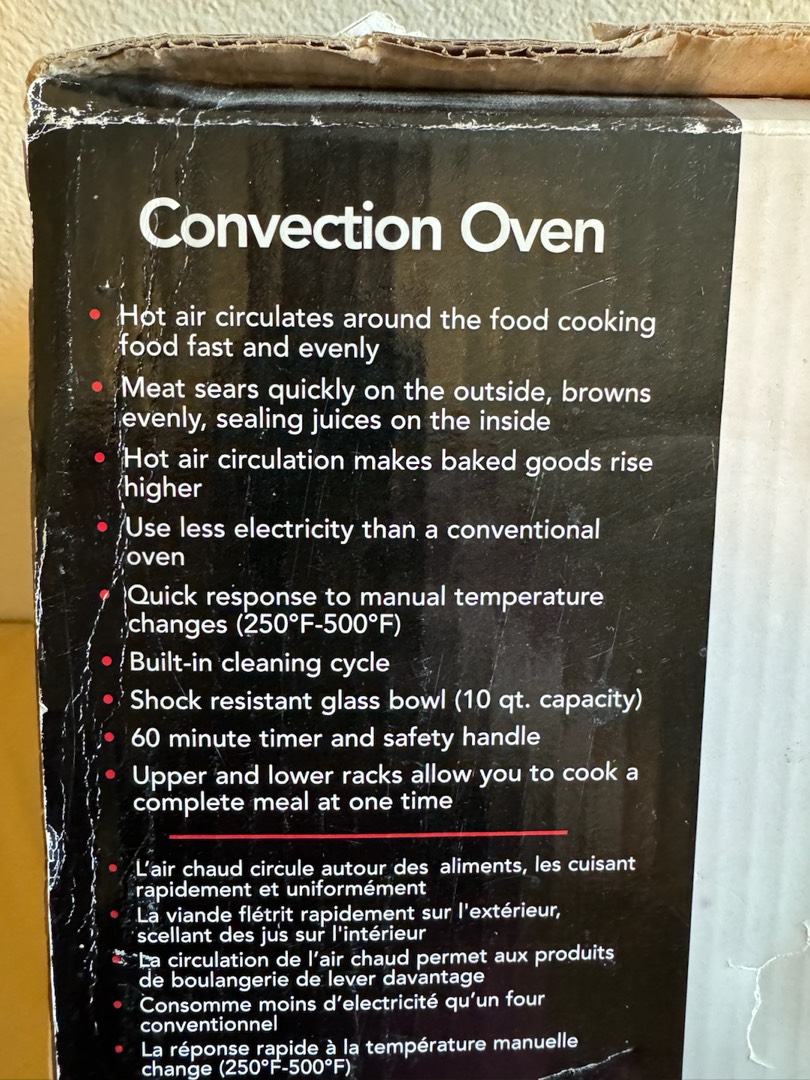 Convection Oven
• Hot air circulates around the food cooking
food fast and evenly
• Meat sears quickly on the outside, browns
evenly, sealing juices on the inside
• Hot air circulation makes baked goods rise
higher
• Use less electricity than a conventional
oven
• Quick response to manual temperature
changes (250°F-500°F)
• Built-in cleaning cycle
• Shock resistant glass bowl (10 qt. capacity)
• 60 minute timer and safety handle
• Upper and lower racks allow you to cook a
complete meal at one time
• L'air chaud circule autour des aliments, les cuisant
rapidement et uniformément
• La viande flétrit rapidement sur l'extérieur,
scellant des jus sur l'intérieur
• La circulation de l'air chaud permet aux produits
de boulangerie de lever davantage
• Consomme moins d'electricité qu'un four
conventionnel
• La réponse rapide à la température manuelle
change (250°F-500°F)